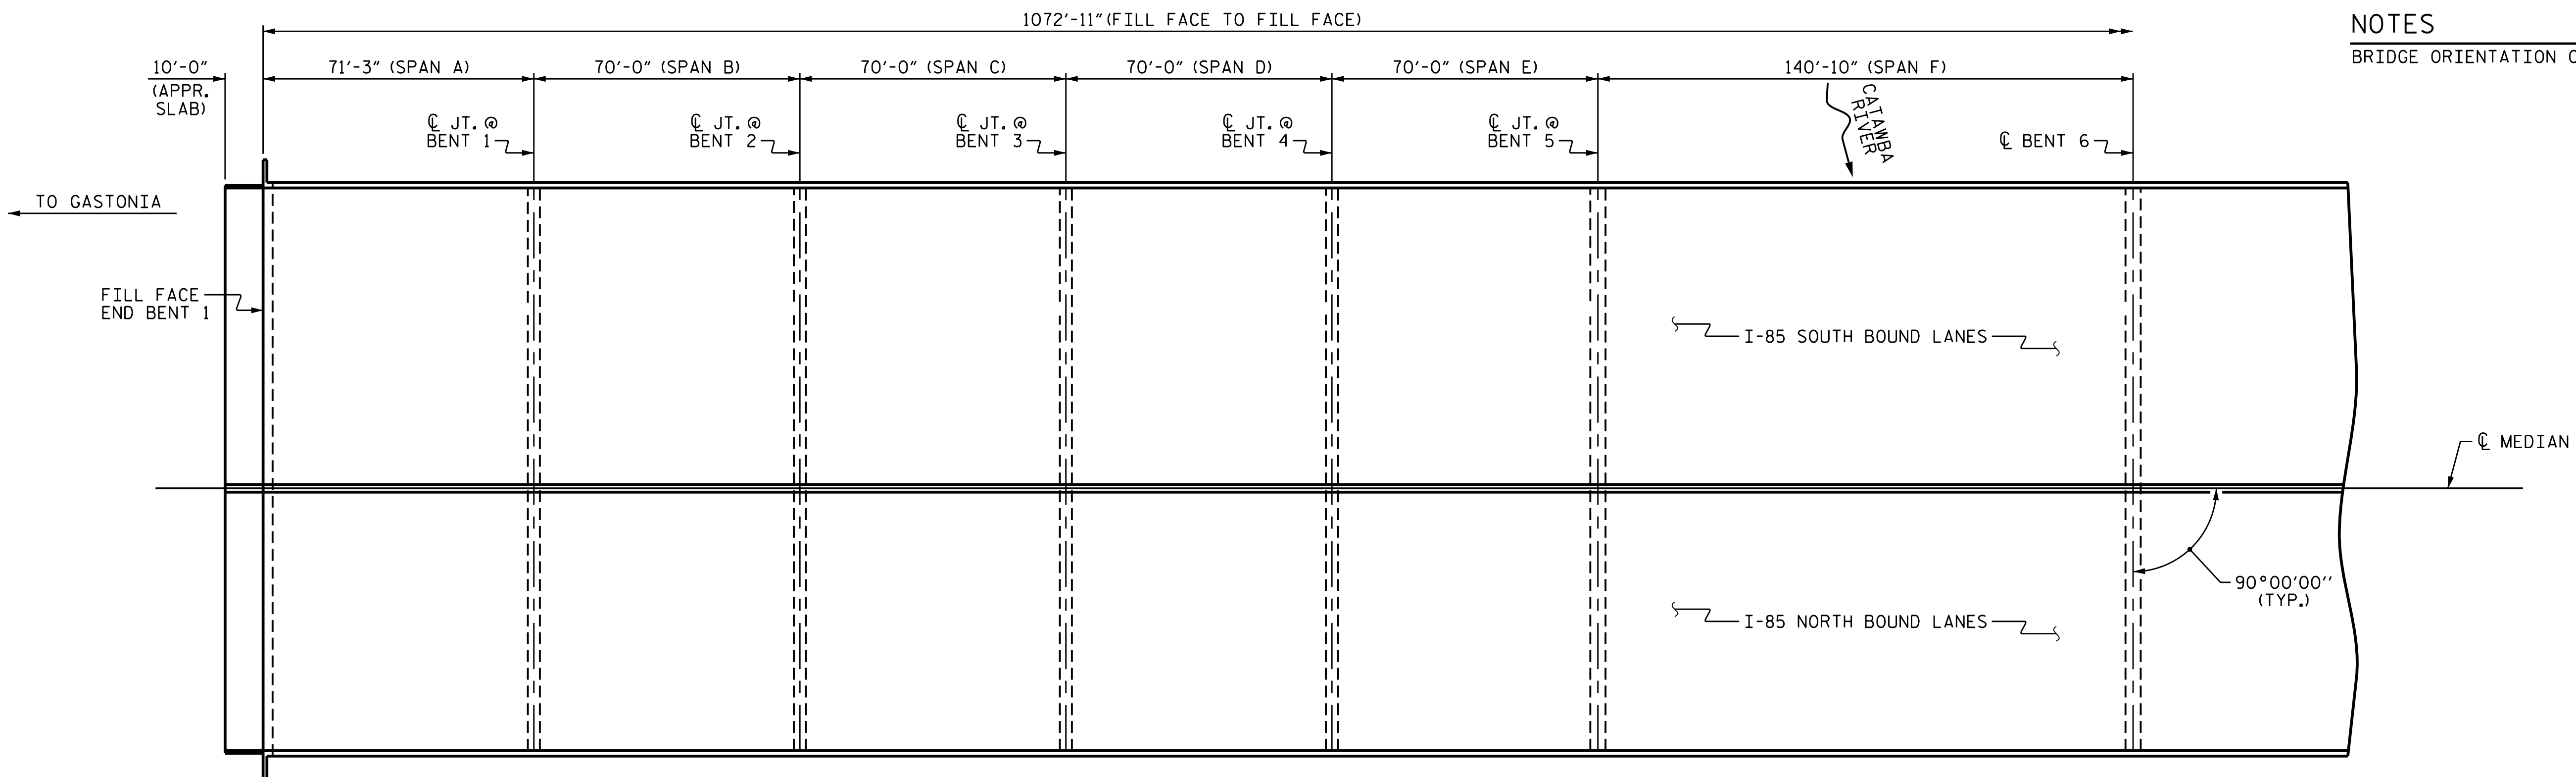 1072'-11" (FILL FACE TO FILL FACE)
NOTES
BRIDGE ORIENTATION
10'-0"
(APPR.
SLAB)
71'-3" (SPAN A)
70'-0" (SPAN B)
70'-0" (SPAN C)
70'-0" (SPAN D)
70'-0" (SPAN E)
140'-10" (SPAN F)
℄ JT. @
BENT 1
℄ JT. @
BENT 2
℄ JT. @
BENT 3
℄ JT. @
BENT 4
℄ JT. @
BENT 5
CATAWBA
RIVER
℄ BENT 6
TO GASTONIA
FILL FACE
END BENT 1
I-85 SOUTH BOUND LANES
℄ MEDIAN
90°00'00''
(TYP.)
I-85 NORTH BOUND LANES